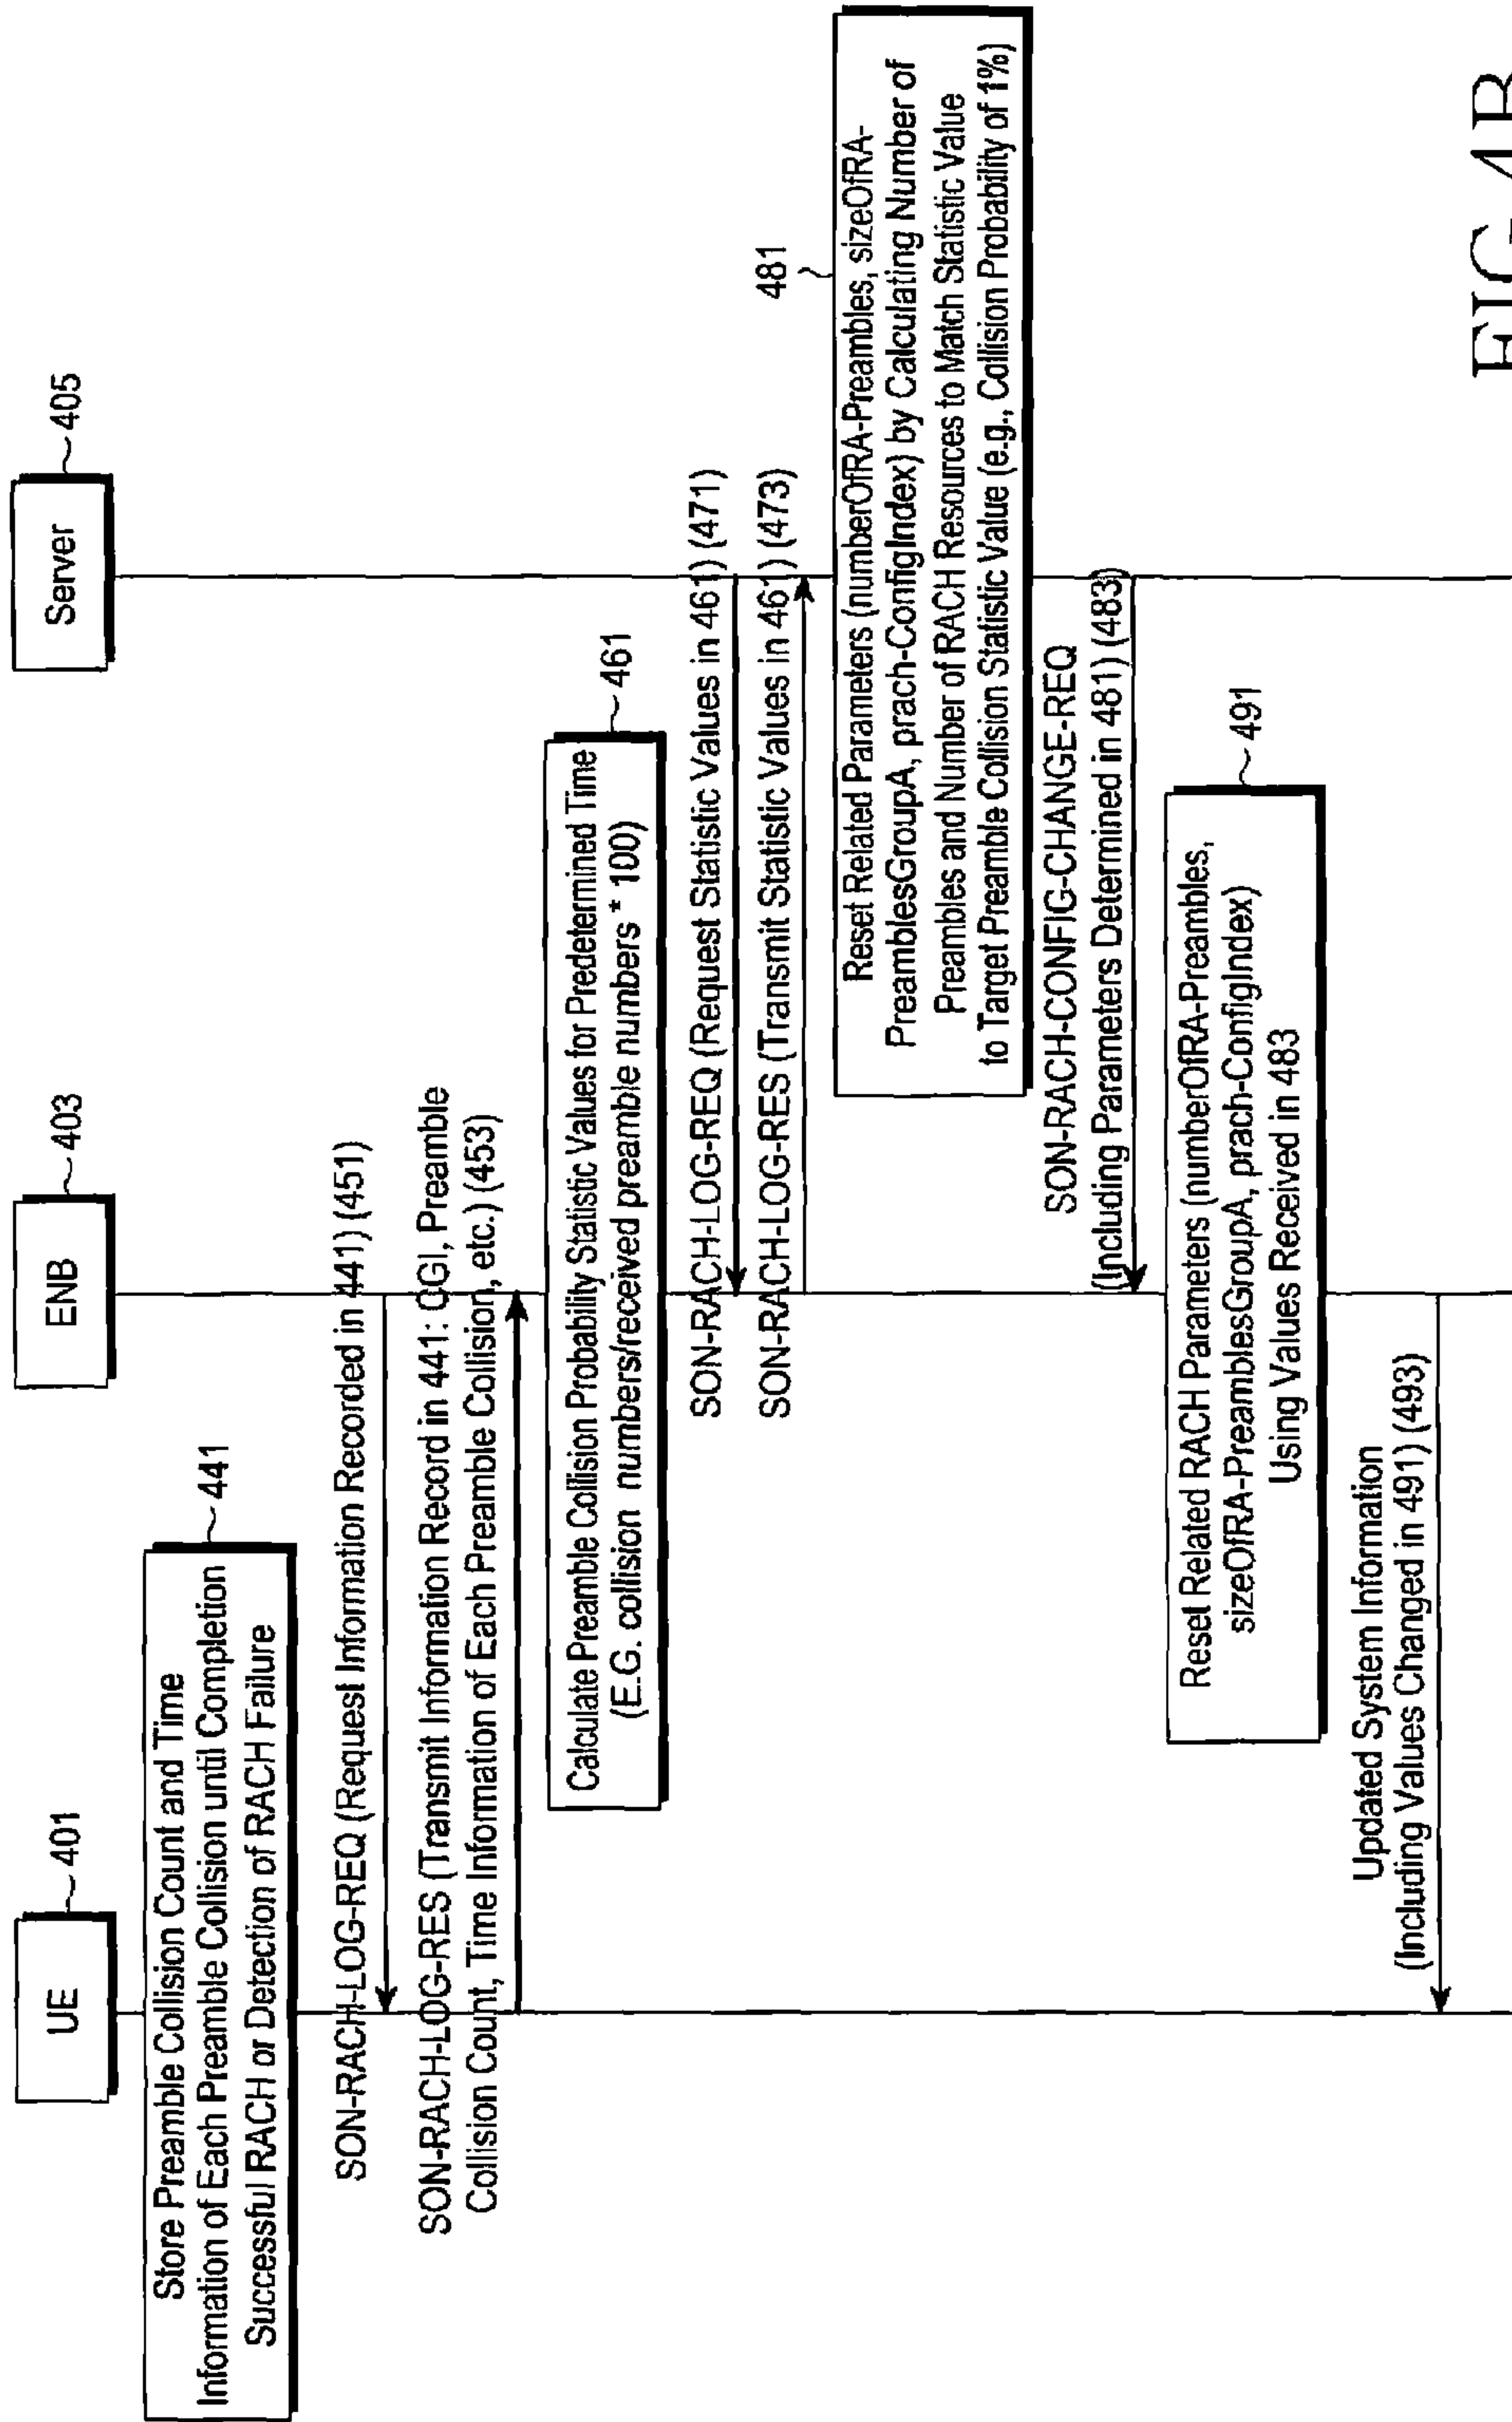 UE
401
ENB
403
Server
405
Store Preamble Collision Count and Time
Information of Each Preamble Collision until Completion
Successful RACH or Detection of RACH Failure
441
SON-RACH-LOG-REQ (Request Information Recorded in 441) (451)
SON-RACH-LOG-RES (Transmit Information Record in 441: CGI, Preamble
Collision Count, Time Information of Each Preamble Collision, etc.) (453)
Calculate Preamble Collision Probability Statistic Values for Predetermined Time
(E.G. collision numbers/received preamble numbers * 100)
461
SON-RACH-LOG-REQ (Request Statistic Values in 461) (471)
SON-RACH-LOG-RES (Transmit Statistic Values in 461) (473)
481
Reset Related Parameters (numberOfRA-Preambles, sizeOfRA-
PreamblesGroupA, prach-ConfigIndex) by Calculating Number of
Preambles and Number of RACH Resources to Match Statistic Value
to Target Preamble Collision Statistic Value (e.g., Collision Probability of 1%)
SON-RACH-CONFIG-CHANGE-REQ
(Including Parameters Determined in 481) (483)
Reset Related RACH Parameters (numberOfRA-Preambles,
sizeOfRA-PreamblesGroupA, prach-ConfigIndex)
Using Values Received in 483
491
Updated System Information
(Including Values Changed in 491) (493)
FIG.4B